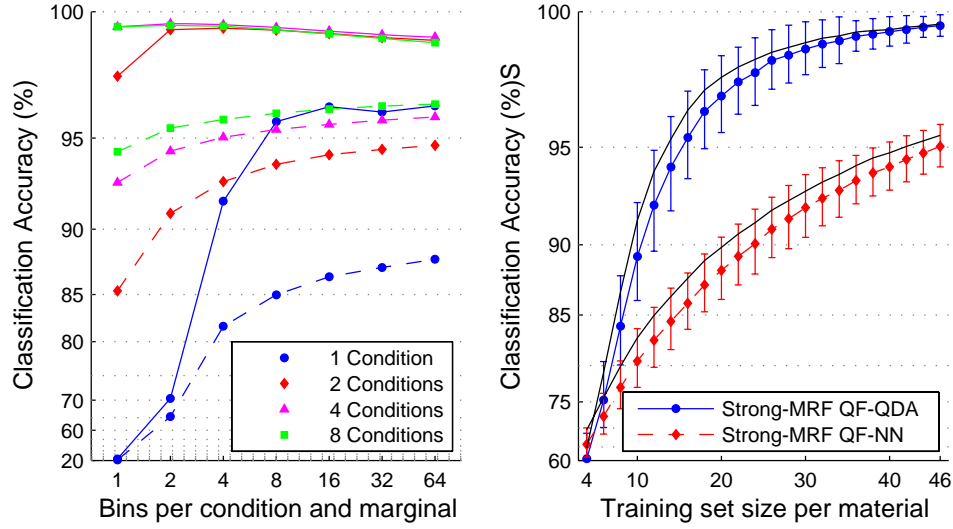 Classification Accuracy (%)
100
95
90
85
80
70
60
20
1
2
4
8
16
32
64
Bins per condition and marginal
1 Condition
2 Conditions
4 Conditions
8 Conditions
Classification Accuracy (%)S
100
95
90
85
75
60
4
10
20
30
40
46
Training set size per material
Strong-MRF QF-QDA
Strong-MRF QF-NN